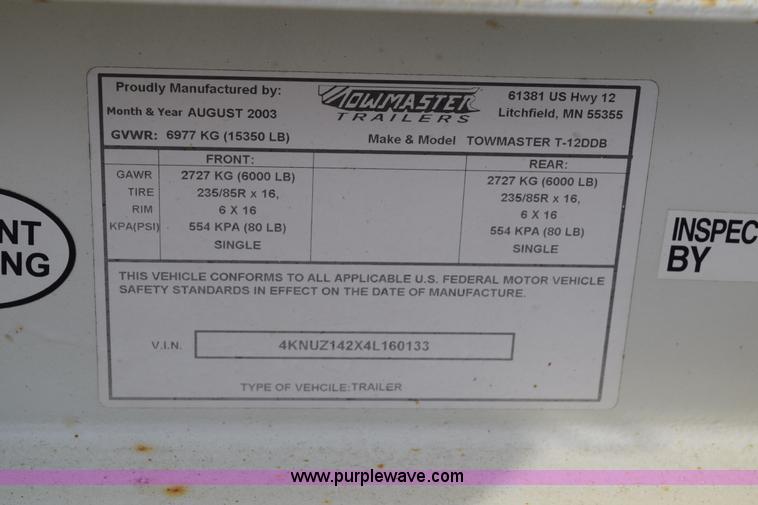 Proudly Manufactured by:
TOWMASTER
TRAILERS
61381 US Hwy 12
Litchfield, MN 55355
Month & Year AUGUST 2003
GVWR: 6977 KG (15350 LB)
Make & Model TOWMASTER T-12DDB
FRONT: REAR:
GAWR 2727 KG (6000 LB) 2727 KG (6000 LB)
TIRE 235/85R x 16, 235/85R x 16,
RIM 6 X 16 6 X 16
KPA(PSI) 554 KPA (80 LB) 554 KPA (80 LB)
SINGLE SINGLE
THIS VEHICLE CONFORMS TO ALL APPLICABLE U.S. FEDERAL MOTOR VEHICLE
SAFETY STANDARDS IN EFFECT ON THE DATE OF MANUFACTURE.
V.I.N. 4KNUZ142X4L160133
TYPE OF VEHCILE: TRAILER
NT
NG
INSPEC
BY
www.purplewave.com